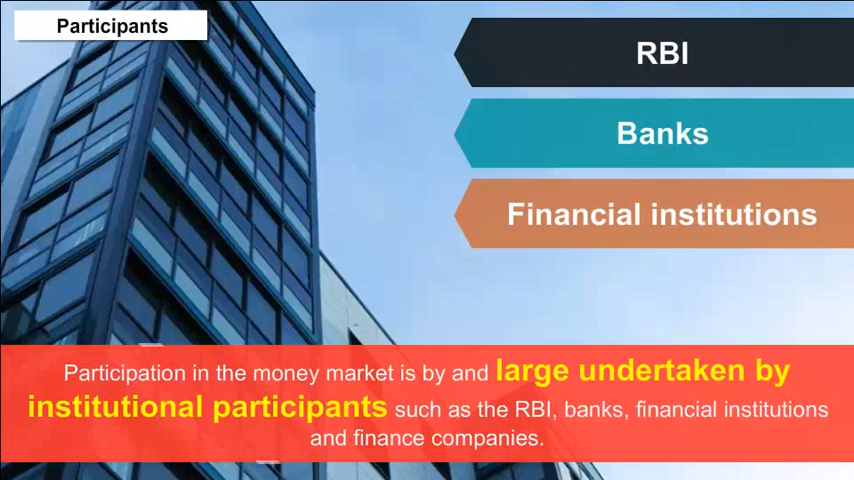 Participants
RBI
Banks
Financial institutions
Participation in the money market is by and large undertaken by
institutional participants such as the RBI, banks, financial institutions
and finance companies.